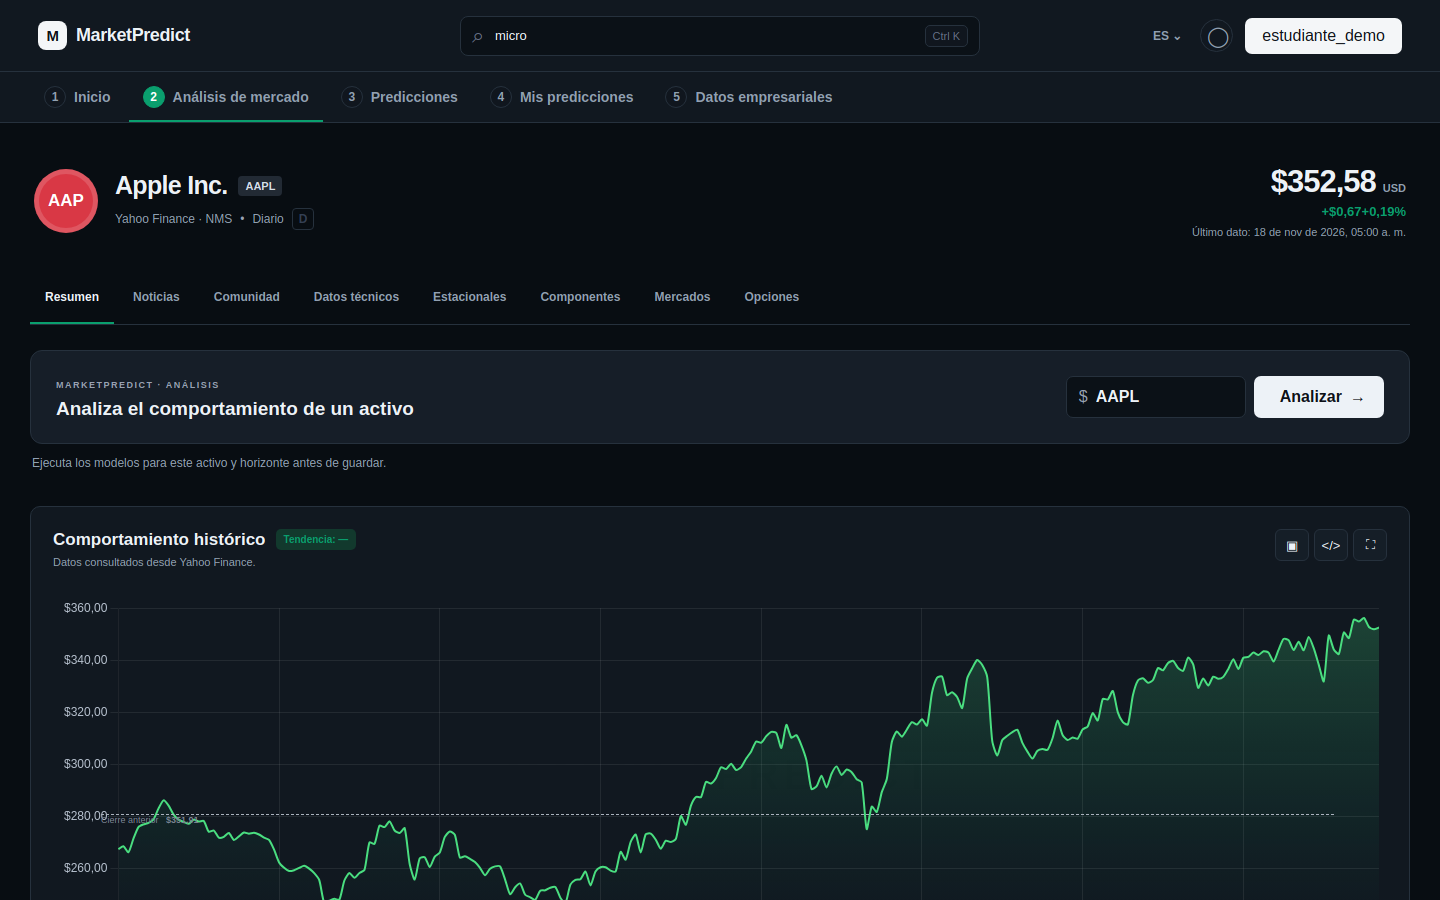 M MarketPredict
micro Ctrl K
ES
estudiante_demo
1 Inicio
2 Análisis de mercado
3 Predicciones
4 Mis predicciones
5 Datos empresariales
AAP
Apple Inc. AAPL
Yahoo Finance · NMS • Diario D
$352,58 USD
+$0,67+0,19%
Último dato: 18 de nov de 2026, 05:00 a. m.
Resumen Noticias Comunidad Datos técnicos Estacionales Componentes Mercados Opciones
MARKETPREDICT · ANÁLISIS
Analiza el comportamiento de un activo
$ AAPL
Analizar →
Ejecuta los modelos para este activo y horizonte antes de guardar.
Comportamiento histórico Tendencia: —
Datos consultados desde Yahoo Finance.
</>
$360,00
$340,00
$320,00
$300,00
$280,00
Cierre anterior $351,91
$260,00